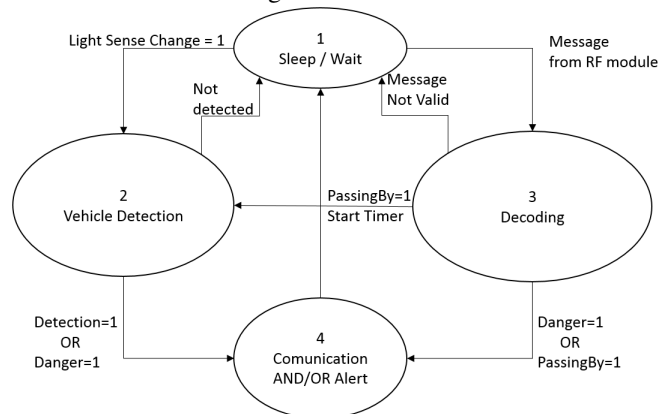 1
Sleep / Wait
Light Sense Change = 1
Message
from RF module
Not
detected
Message
Not Valid
2
Vehicle Detection
PassingBy=1
Start Timer
3
Decoding
Detection=1
OR
Danger=1
4
Comunication
AND/OR Alert
Danger=1
OR
PassingBy=1